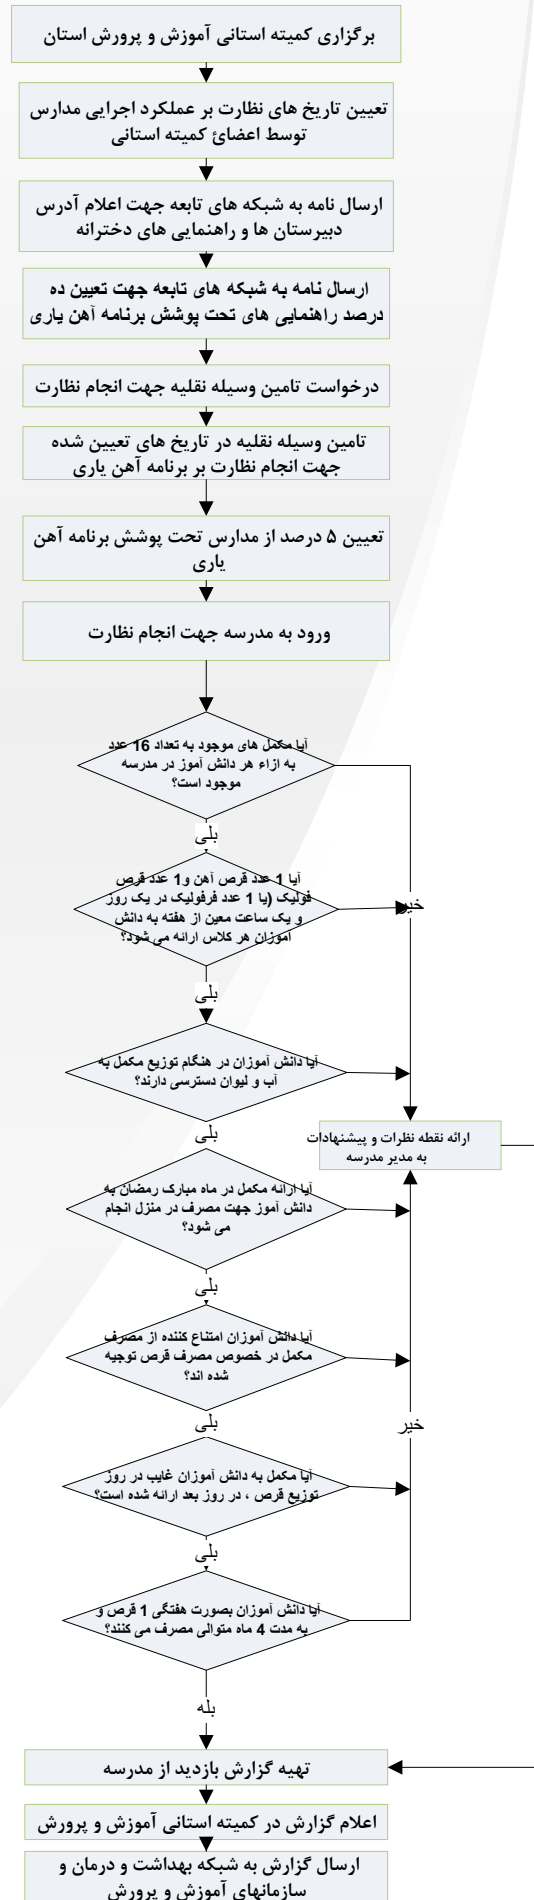 برگزاری کمیته استانی آموزش و پرورش استان
تعیین تاریخ های نظارت بر عملکرد اجرایی مدارس
توسط اعضائ کمیته استانی
ارسال نامه به شبکه های تابعه جهت اعلام آدرس
دبیرستان ها و راهنمایی های دخترانه
ارسال نامه به شبکه های تابعه جهت تعیین ده
درصد راهنمایی های تحت پوشش برنامه آهن یاری
درخواست تامین وسیله نقلیه جهت انجام نظارت
تامین وسیله نقلیه در تاریخ های تعیین شده
جهت انجام نظارت بر برنامه آهن یاری
تعیین ۵ درصد از مدارس تحت پوشش برنامه آهن
یاری
ورود به مدرسه جهت انجام نظارت
آیا مکمل های موجود به تعداد 16 عدد
به ازاء هر دانش آموز در مدرسه
موجود است؟
بلی
آیا 1 عدد قرص آهن و1 عدد قرص
فولیک (یا 1 عدد فرفولیک در یک روز
و یک ساعت معین از هفته به دانش
آموزان هر کلاس ارائه می شود؟
خیر
بلی
آیا دانش آموزان در هنگام توزیع مکمل به
آب و لیوان دسترسی دارند؟
بلی
ارائه نقطه نظرات و پیشنهادات
به مدیر مدرسه
آیا ارائه مکمل در ماه مبارک رمضان به
دانش آموز جهت مصرف در منزل انجام
می شود؟
بلی
آیا دانش آموزان امتناع کننده از مصرف
مکمل در خصوص مصرف قرص توجیه
شده اند؟
بلی
خیر
آیا مکمل به دانش آموزان غایب در روز
توزیع قرص ، در روز بعد ارائه شده است؟
بلی
آیا دانش آموزان بصورت هفتگی 1 قرص و
به مدت 4 ماه متوالی مصرف می کنند؟
بله
تهیه گزارش بازدید از مدرسه
اعلام گزارش در کمیته استانی آموزش و پرورش
ارسال گزارش به شبکه بهداشت و درمان و
سازمانهای آموزش و پرورش